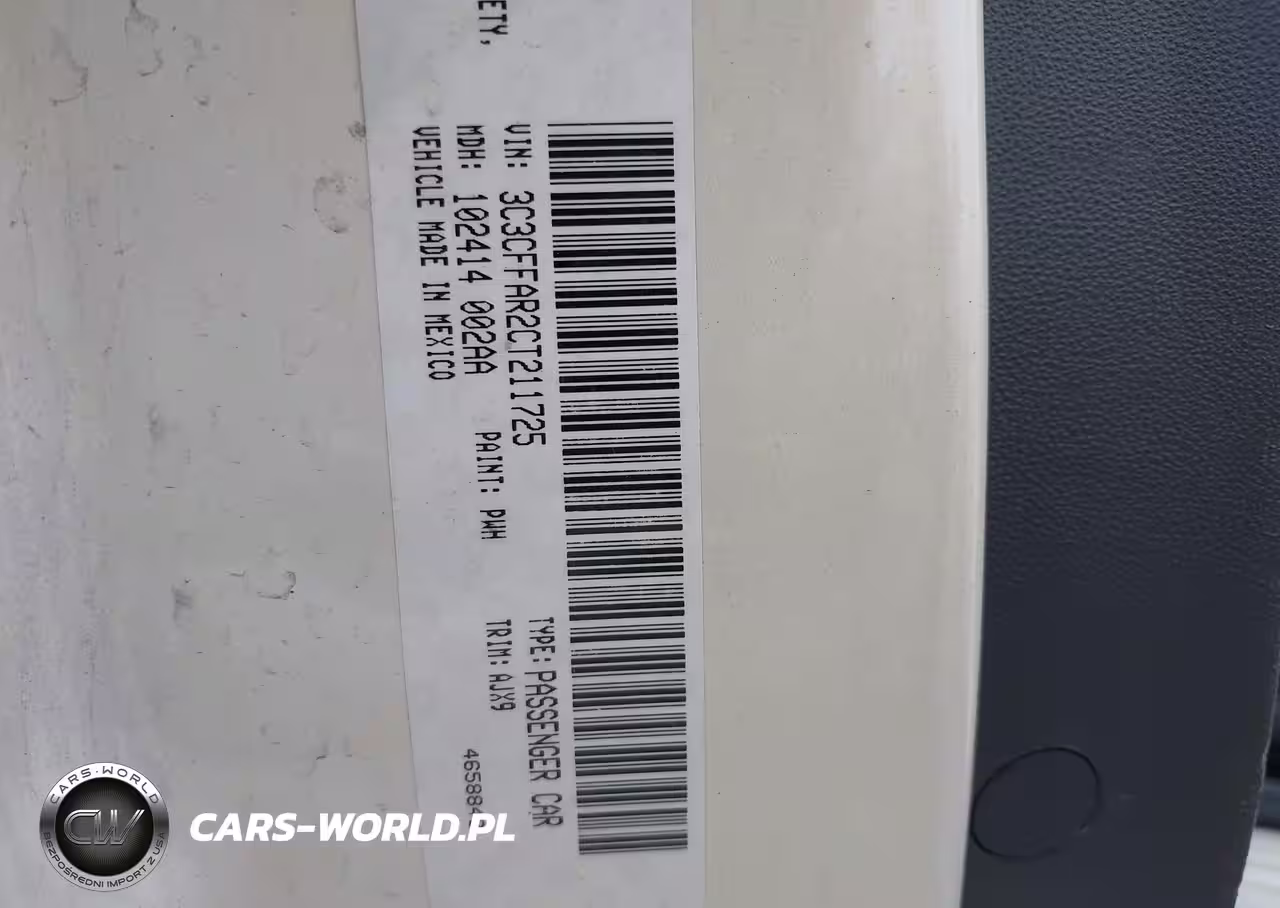 ETY,
VIN: 3C3CFFAR2CT211725
TYPE: PASSENGER CAR
MDH: 102414 002AA
PAINT: PWH
TRIM: AJX9
VEHICLE MADE IN MEXICO
CARS-WORLD
CW
BEZPOŚREDNI IMPORT Z USA
CARS-WORLD.PL